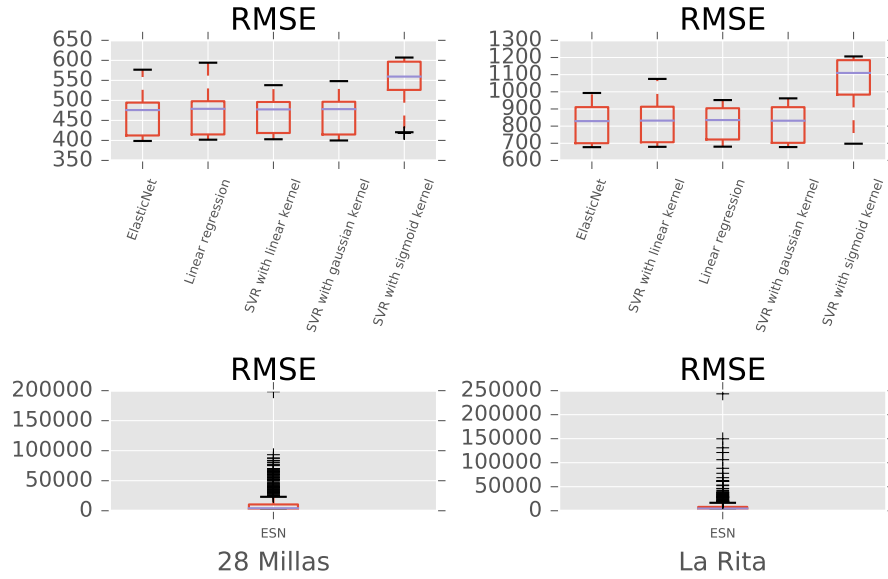 RMSE
650
600
550
500
450
400
350
ElasticNet
Linear regression
SVR with linear kernel
SVR with gaussian kernel
SVR with sigmoid kernel
RMSE
1300
1200
1100
1000
900
800
700
600
ElasticNet
SVR with linear kernel
Linear regression
SVR with gaussian kernel
SVR with sigmoid kernel
RMSE
200000
150000
100000
50000
0
ESN
28 Millas
RMSE
250000
200000
150000
100000
50000
0
ESN
La Rita